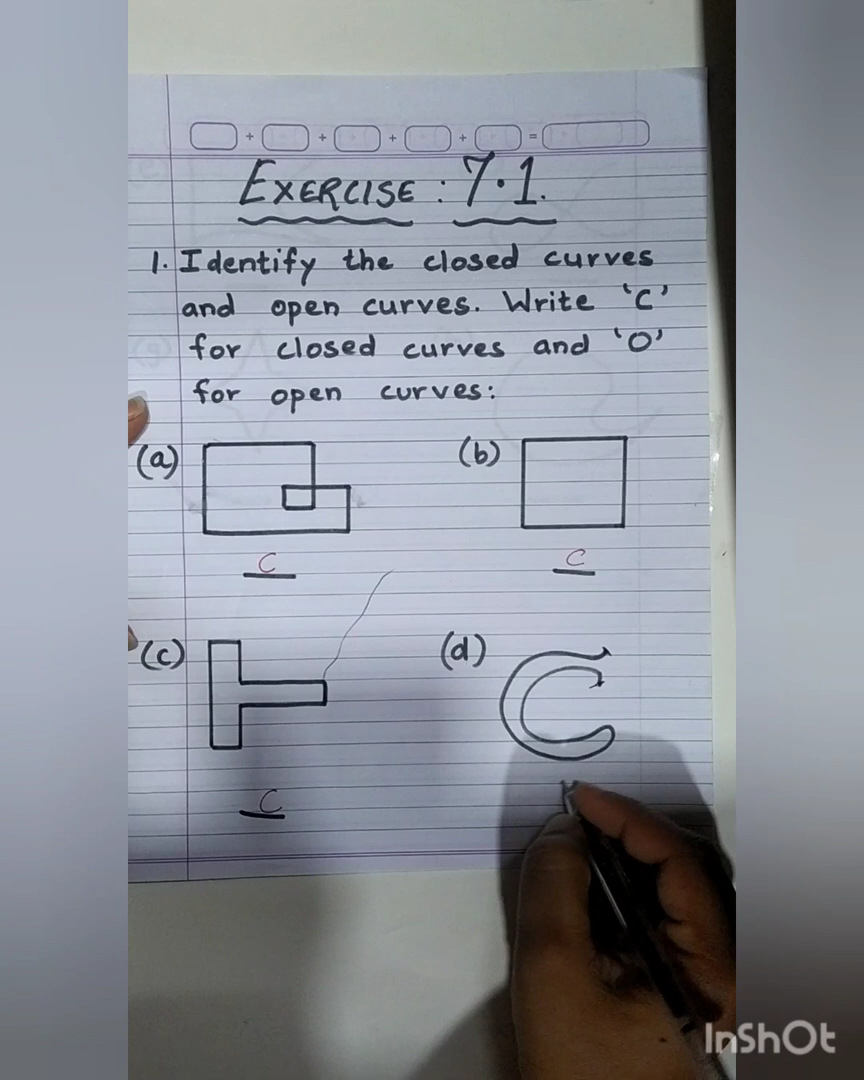 + + + + =
EXERCISE : 7.1.
1. Identify the closed curves
and open curves. Write 'C'
for closed curves and 'O'
for open curves:
(a) (b)
C C
(c) (d)
C
InShOt